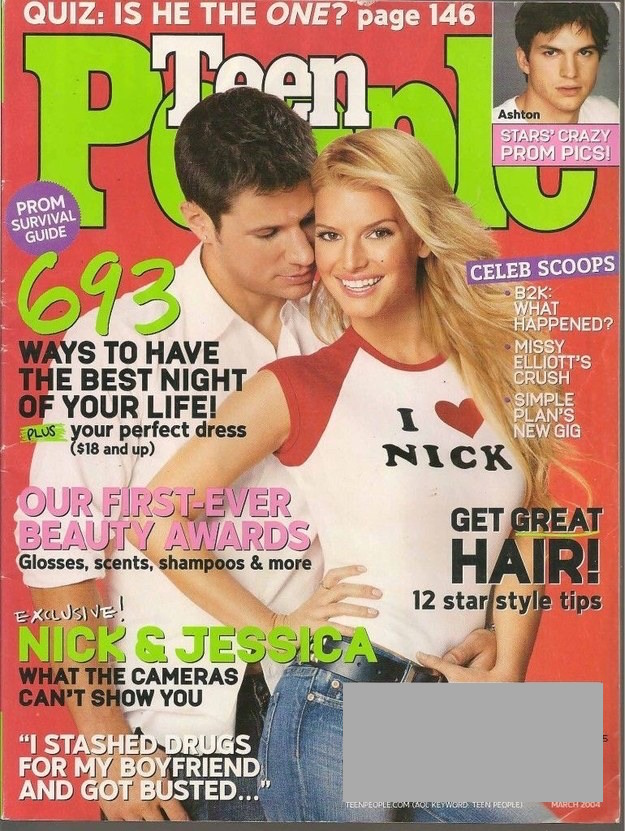 QUIZ: IS HE THE ONE? page 146
Teen
People
Ashton
STARS' CRAZY
PROM PICS!
PROM
SURVIVAL
GUIDE
693
WAYS TO HAVE
THE BEST NIGHT
OF YOUR LIFE!
PLUS your perfect dress
($18 and up)
CELEB SCOOPS
• B2K:
WHAT
HAPPENED?
• MISSY
ELLIOTT'S
CRUSH
• SIMPLE
PLAN'S
NEW GIG
I ♥
NICK
OUR FIRST-EVER
BEAUTY AWARDS
Glosses, scents, shampoos & more
GET GREAT
HAIR!
12 star style tips
EXCLUSIVE!
NICK & JESSICA
WHAT THE CAMERAS
CAN'T SHOW YOU
"I STASHED DRUGS
FOR MY BOYFRIEND
AND GOT BUSTED..."
5
TEENPEOPLE.COM (AOL KEYWORD: TEEN PEOPLE)
MARCH 2004